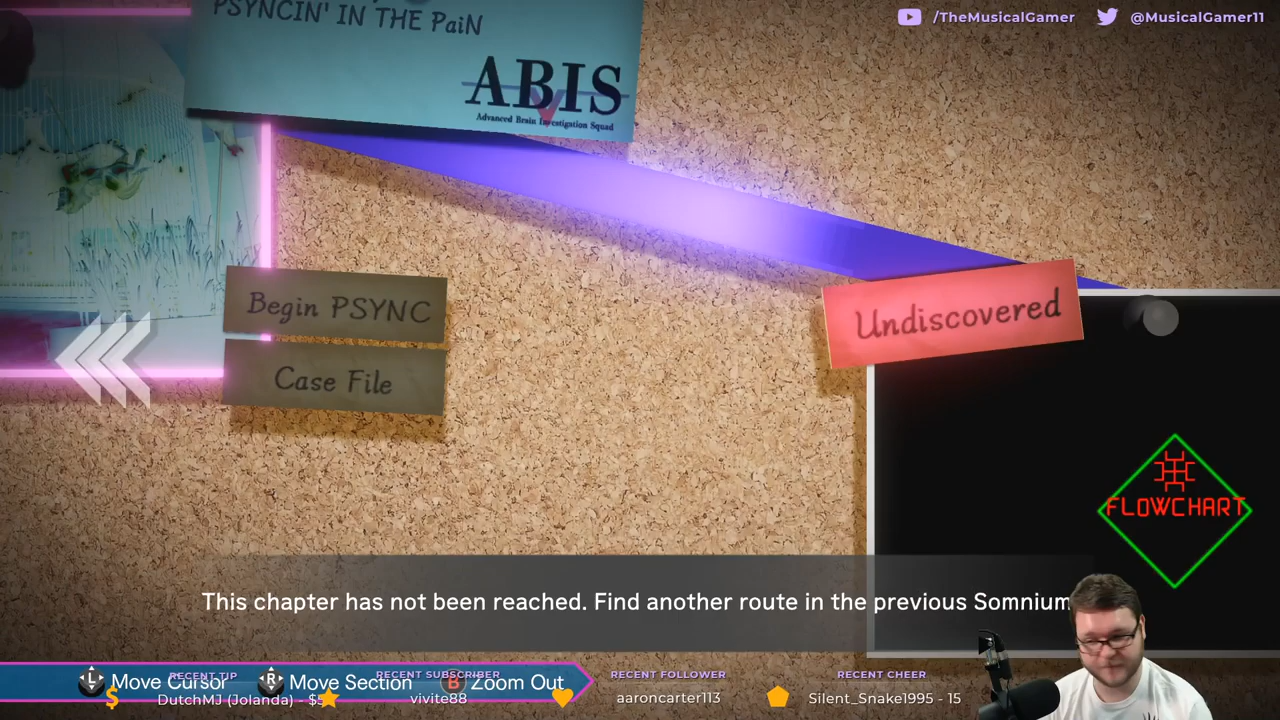 /TheMusicalGamer
@MusicalGamer11
PSYNCIN' IN THE PaiN
ABIS
Advanced Brain Investigation Squad
Begin PSYNC
Undiscovered
Case File
FLOWCHART
This chapter has not been reached. Find another route in the previous Somnium
L Move Cursor
R Move Section
B Zoom Out
RECENT TIP
DutchMJ (Jolanda) - $5
RECENT SUBSCRIBER
vivite88
RECENT FOLLOWER
aaroncarter113
RECENT CHEER
Silent_Snake1995 - 15